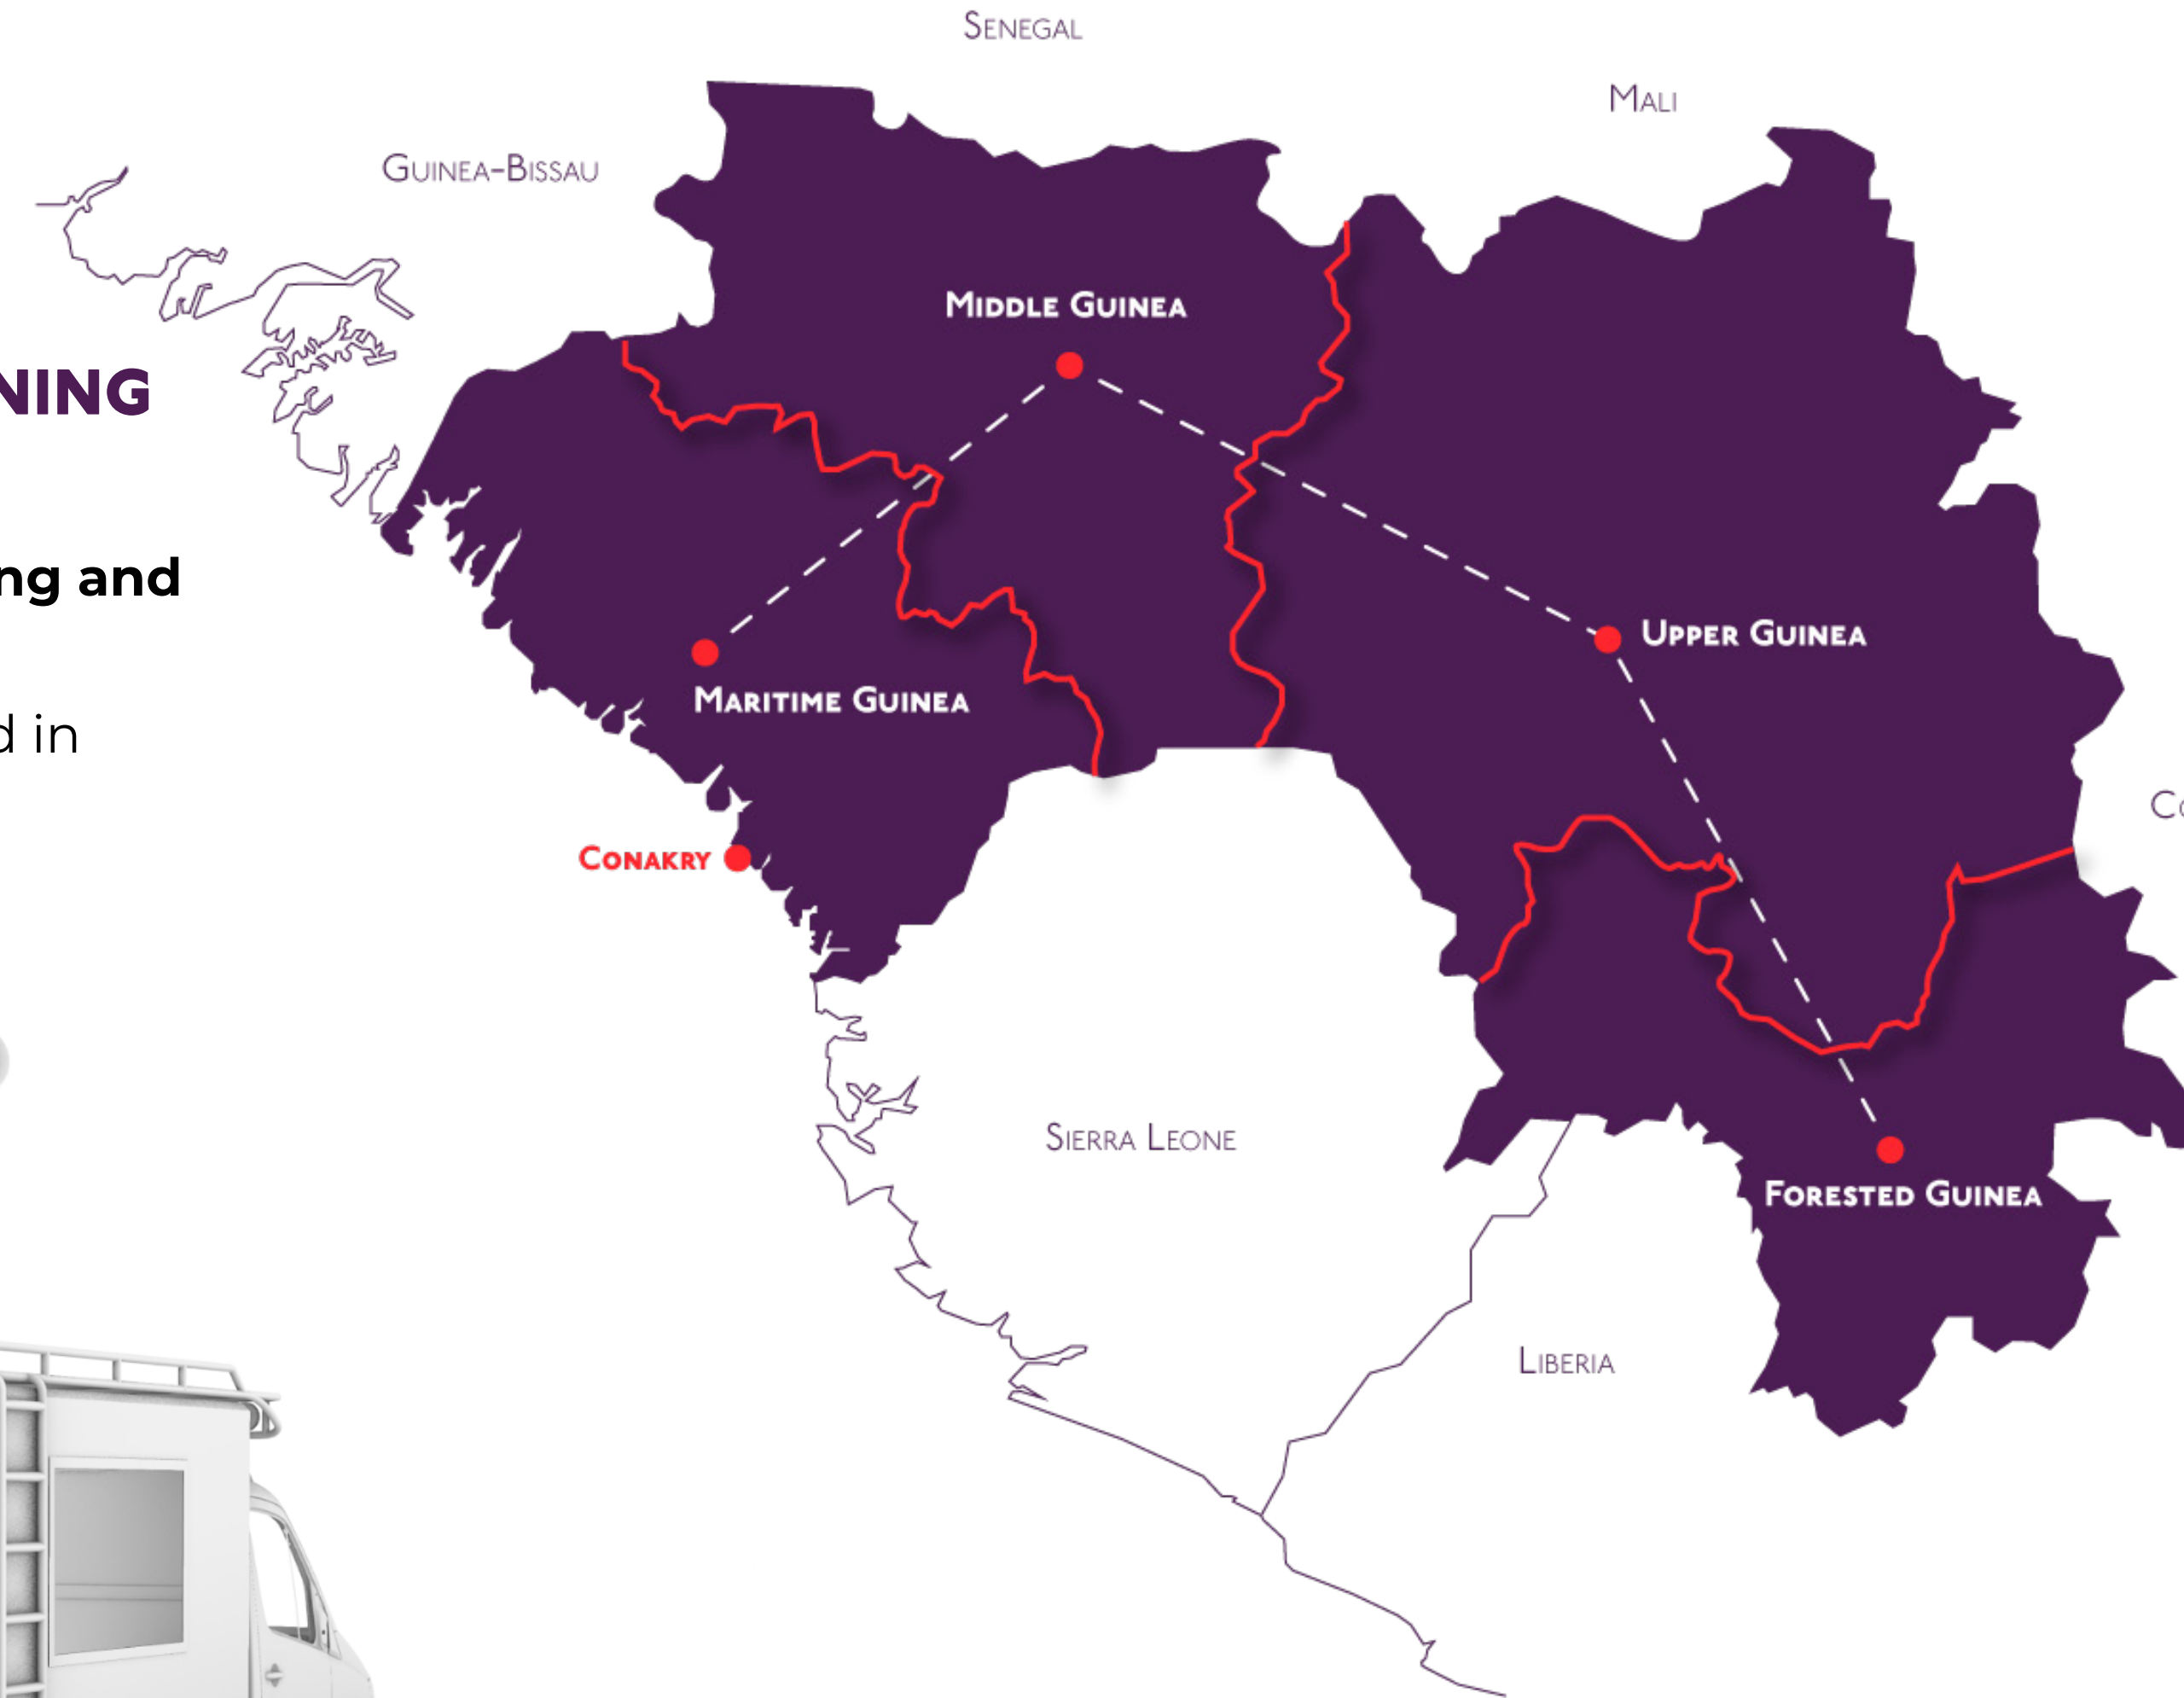 SENEGAL
MALI
GUINEA-BISSAU
MIDDLE GUINEA
NING
ng and
UPPER GUINEA
MARITIME GUINEA
d in
CONAKRY
SIERRA LEONE
FORESTED GUINEA
LIBERIA